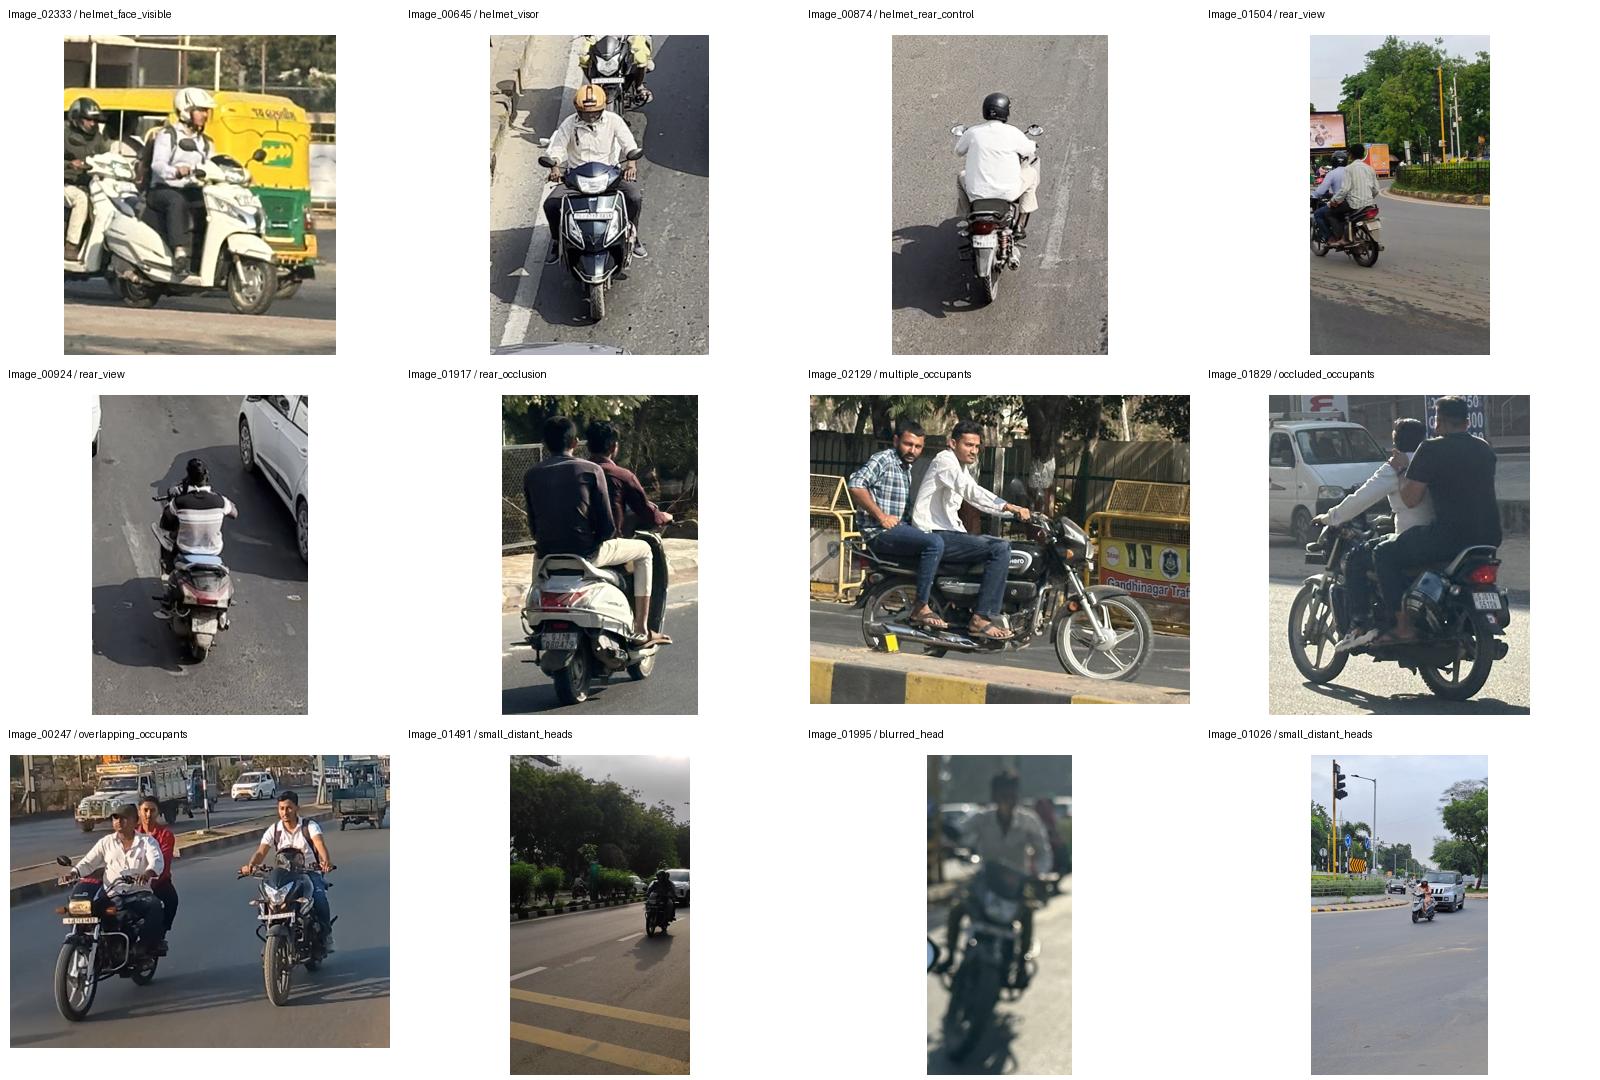 Image_02333 / helmet_face_visible
Image_00645 / helmet_visor
Image_00874 / helmet_rear_control
Image_01504 / rear_view
Image_00924 / rear_view
Image_01917 / rear_occlusion
Image_02129 / multiple_occupants
Image_01829 / occluded_occupants
Hero
Gandhinagar Traf
Image_00247 / overlapping_occupants
Image_01491 / small_distant_heads
Image_01995 / blurred_head
Image_01026 / small_distant_heads